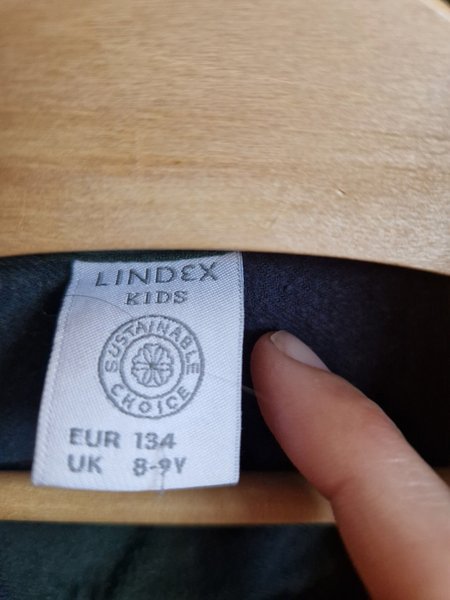 LINDEX
KIDS
SUSTAINABLE
CHOICE
EUR 134
UK 8-9Y